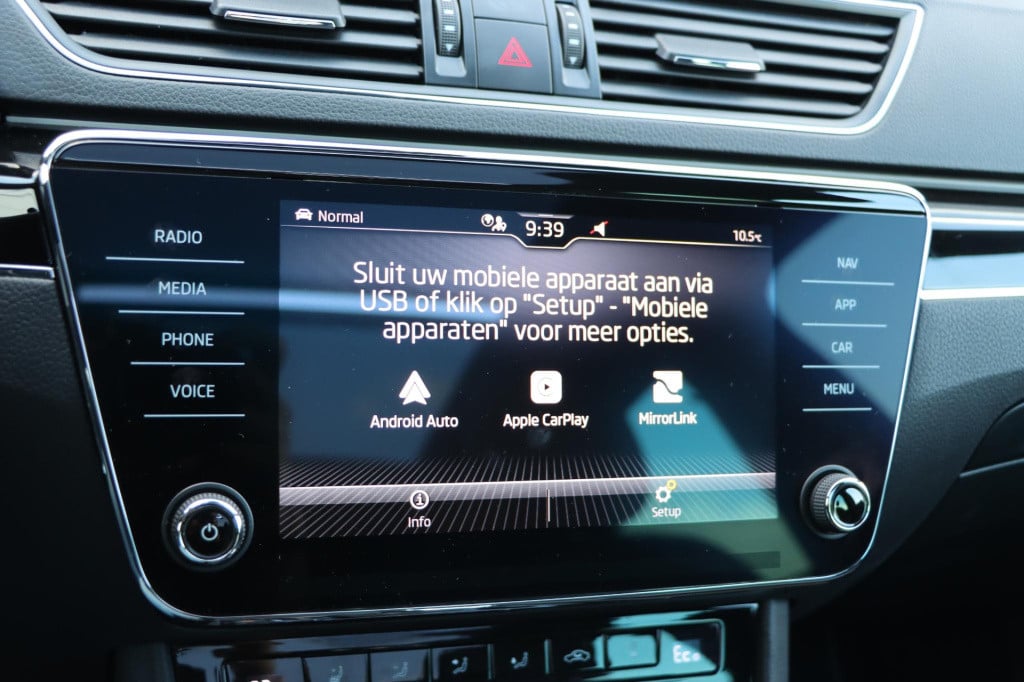 Normal
9:39
10.5°C
RADIO
MEDIA
PHONE
VOICE
Sluit uw mobiele apparaat aan via
USB of klik op "Setup" - "Mobiele
apparaten" voor meer opties.
Android Auto
Apple CarPlay
MirrorLink
Info
Setup
NAV
APP
CAR
MENU